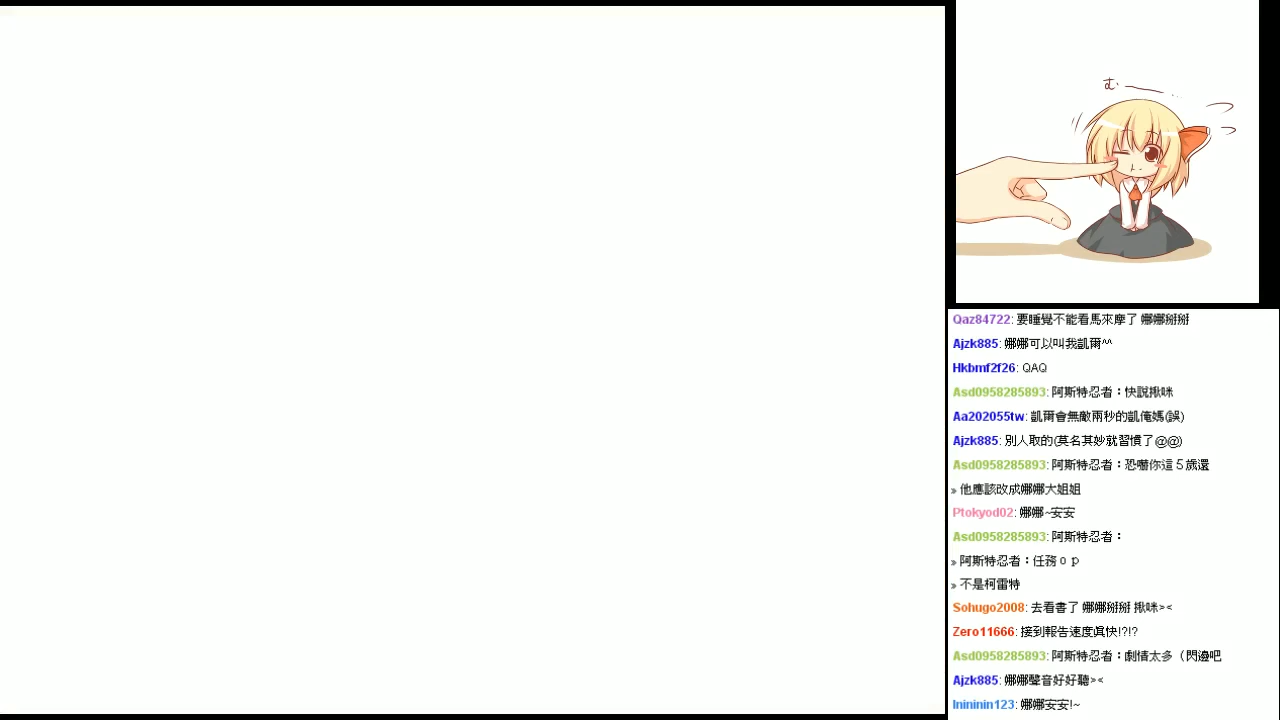 む
Qaz84722: 要睡覺不能看馬來摩了 娜娜掰掰
Ajzk885: 娜娜可以叫我凱爾^^
Hkbmf2f26: QAQ
Asd0958285893: 阿斯特忍者：快說揪咪
Aa202055tw: 凱爾會無敵兩秒的凱俺媽(誤)
Ajzk885: 別人取的(莫名其妙就習慣了@@)
Asd0958285893: 阿斯特忍者：恐嚇你這５歲還
» 他應該改成娜娜大姐姐
Ptokyod02: 娜娜~安安
Asd0958285893: 阿斯特忍者：
» 阿斯特忍者：任務ｏｐ
» 不是柯雷特
Sohugo2008: 去看書了 娜娜掰掰 揪咪><
Zero11666: 接到報告速度真快!?!?
Asd0958285893: 阿斯特忍者：劇情太多（閃邊吧
Ajzk885: 娜娜聲音好好聽><
Inininin123: 娜娜安安!~